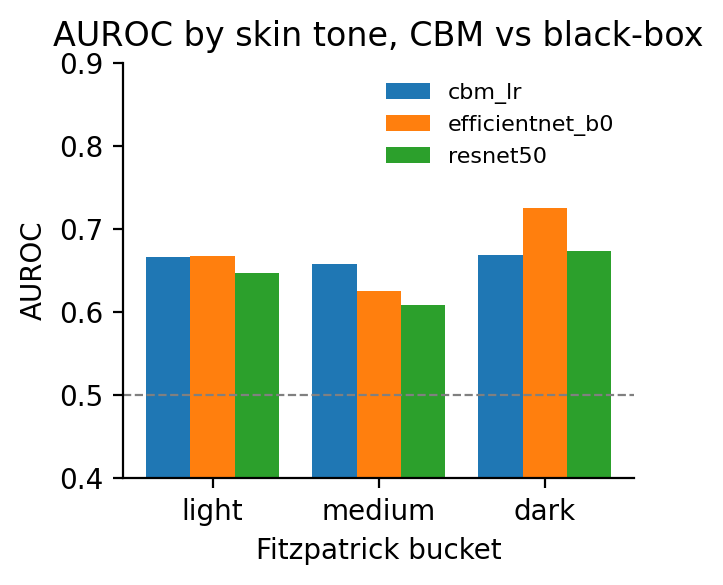 AUROC by skin tone, CBM vs black-box
0.9
0.8
0.7
0.6
0.5
0.4
AUROC
cbm_lr
efficientnet_b0
resnet50
light medium dark
Fitzpatrick bucket